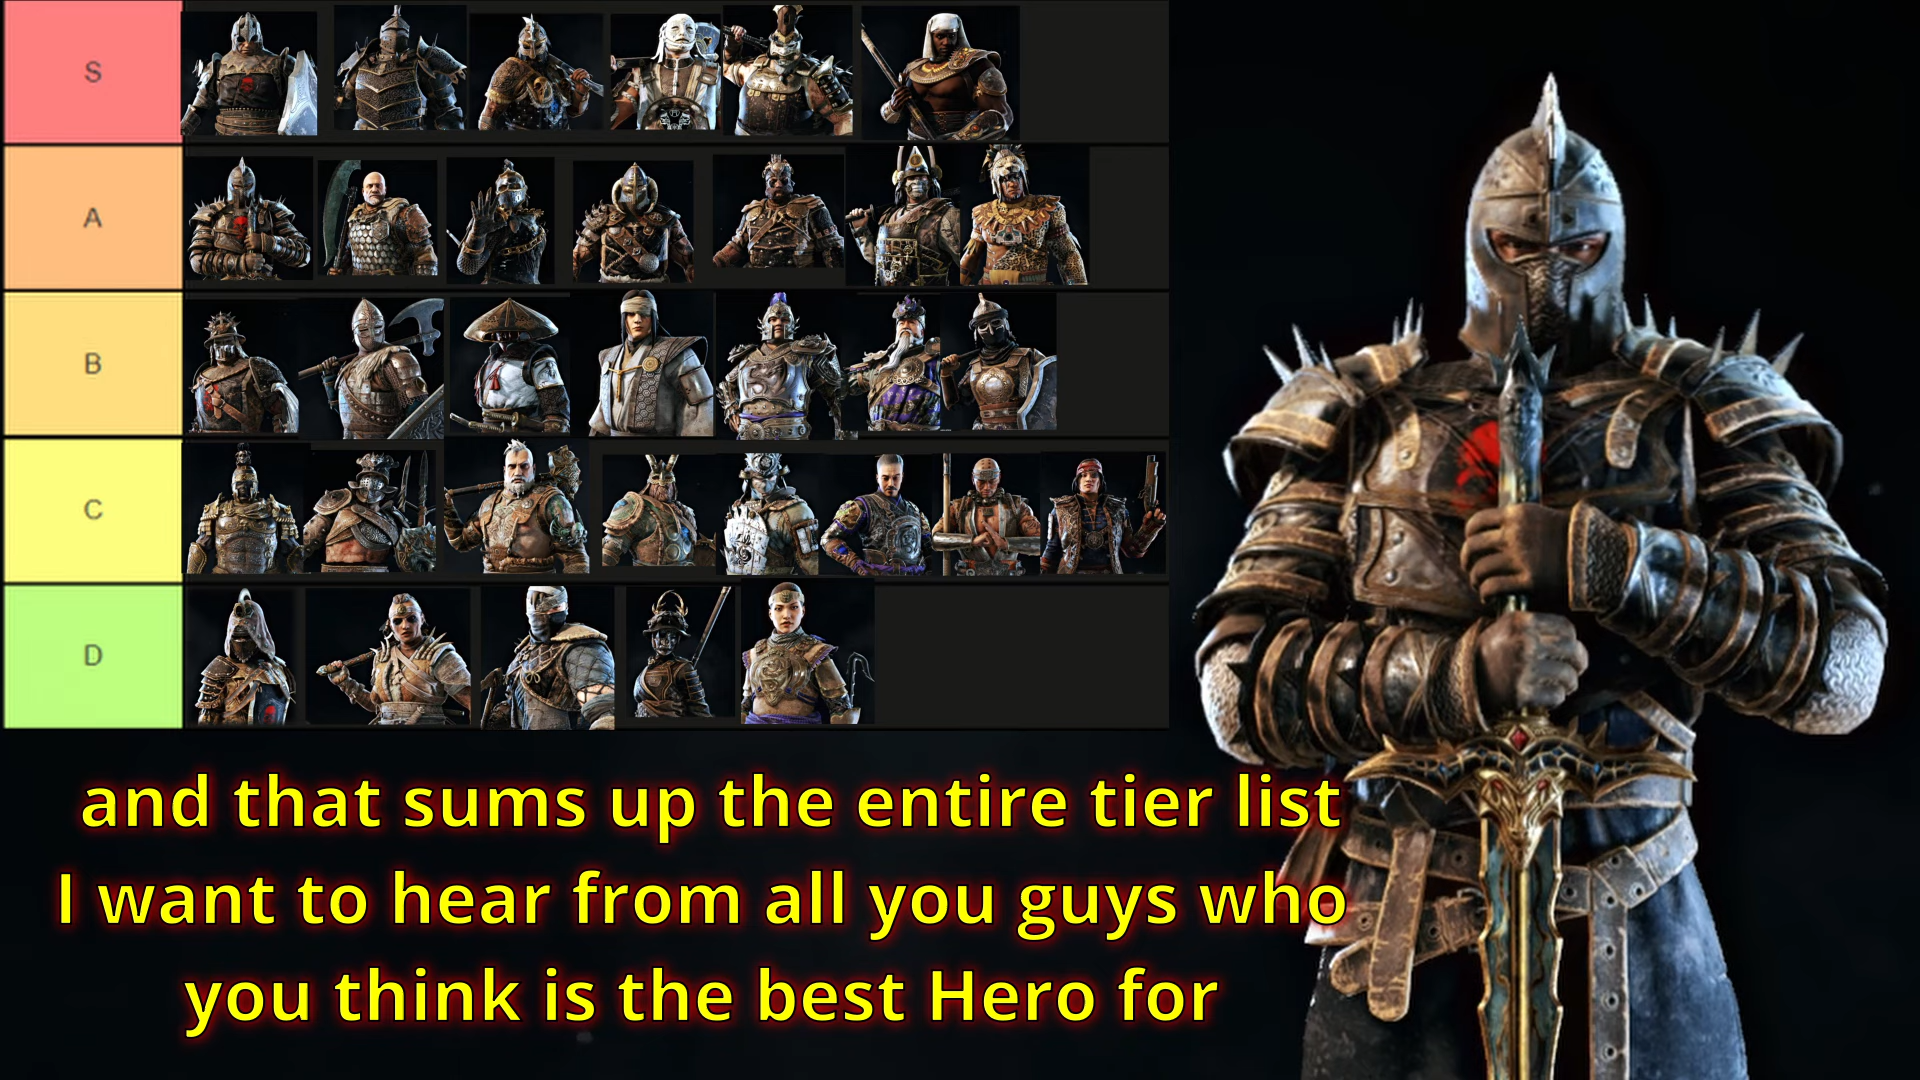 S
A
B
C
D
and that sums up the entire tier list
I want to hear from all you guys who
you think is the best Hero for